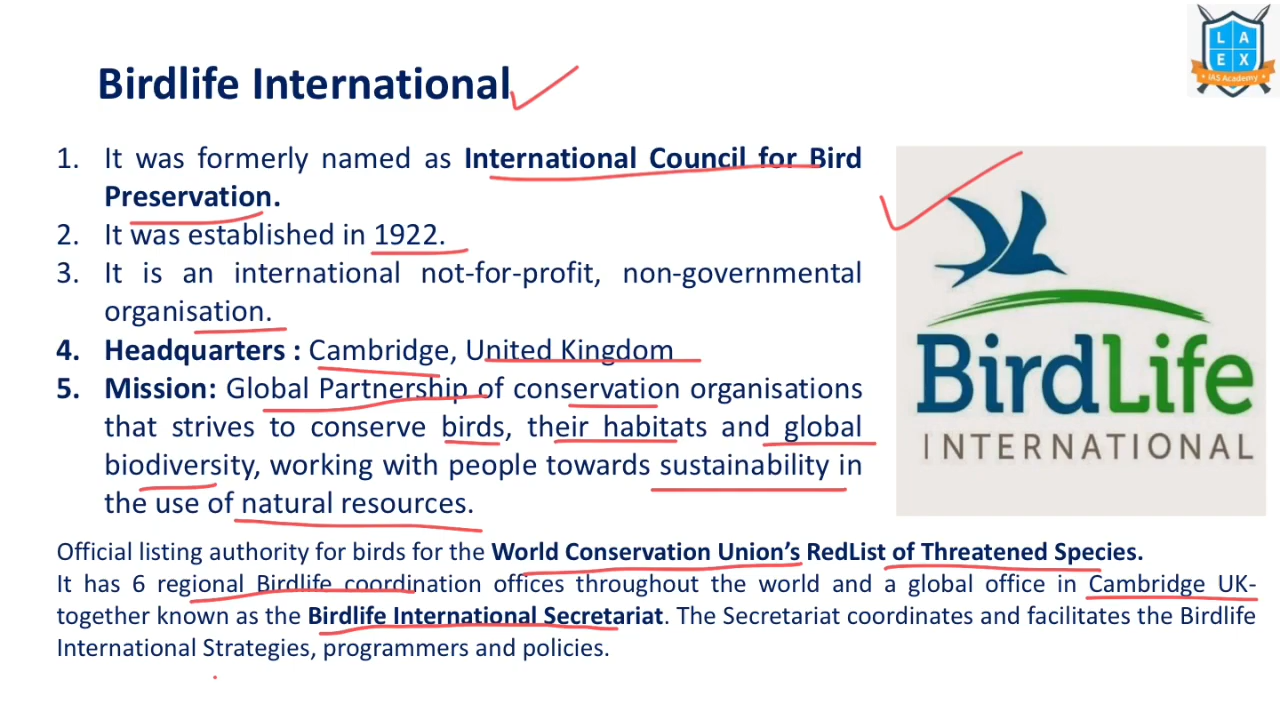 L A
E X
IAS Academy
Birdlife International
1. It was formerly named as International Council for Bird
Preservation.
2. It was established in 1922.
3. It is an international not-for-profit, non-governmental
organisation.
4. Headquarters : Cambridge, United Kingdom
5. Mission: Global Partnership of conservation organisations
that strives to conserve birds, their habitats and global
biodiversity, working with people towards sustainability in
the use of natural resources.
BirdLife
INTERNATIONAL
Official listing authority for birds for the World Conservation Union's RedList of Threatened Species.
It has 6 regional Birdlife coordination offices throughout the world and a global office in Cambridge UK-
together known as the Birdlife International Secretariat. The Secretariat coordinates and facilitates the Birdlife
International Strategies, programmers and policies.